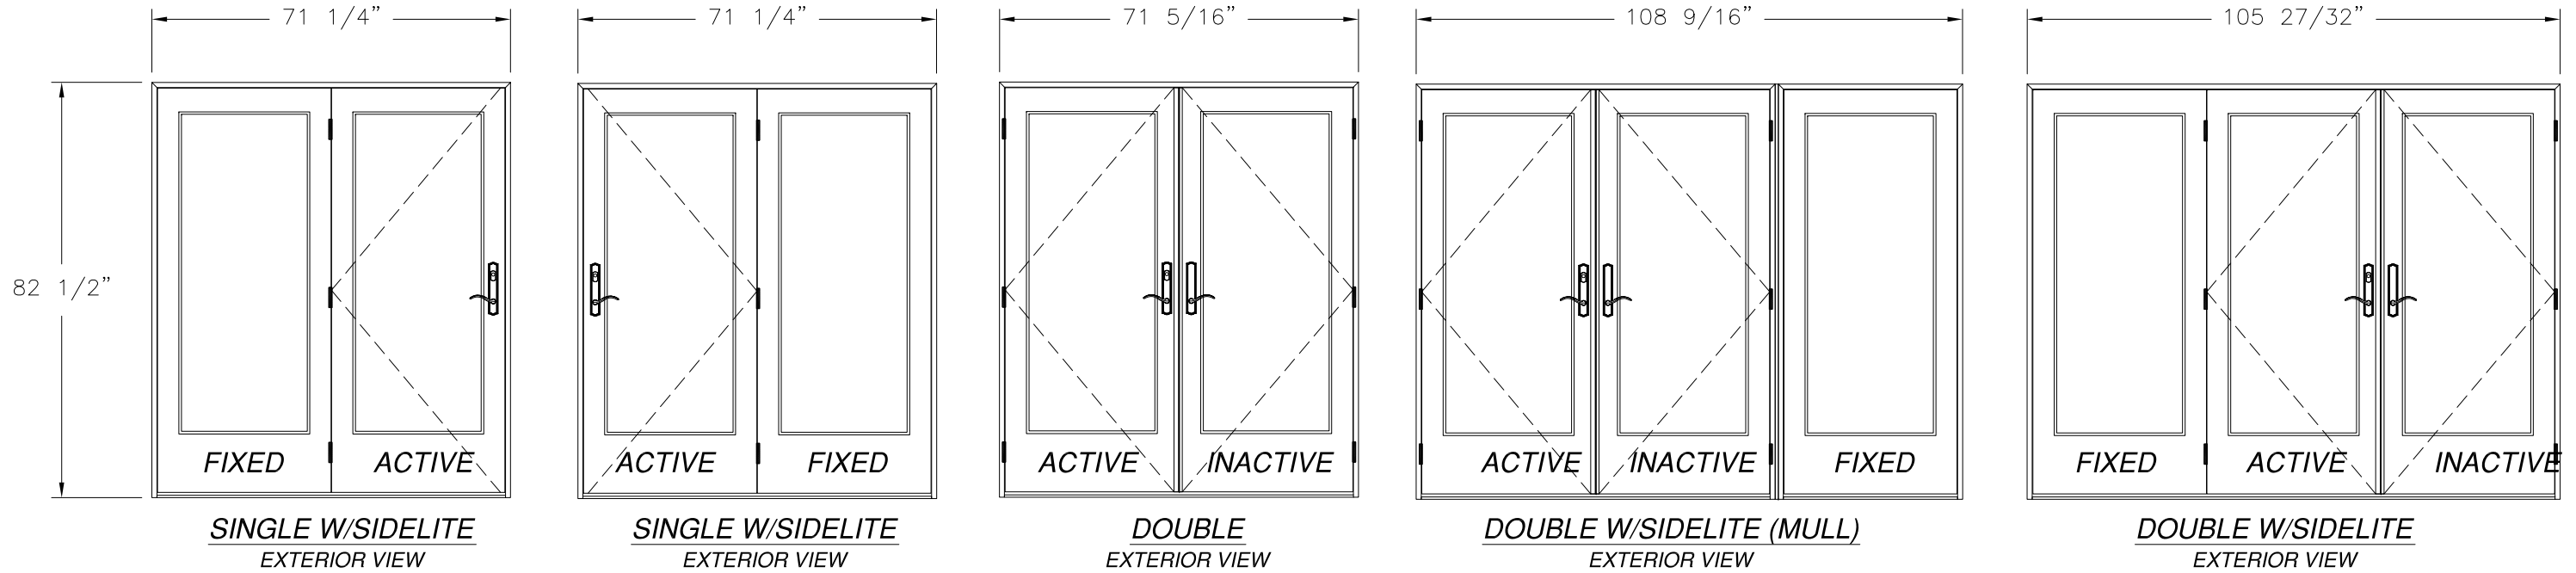 71 1/4”
71 1/4”
71 5/16”
108 9/16”
105 27/32”
82 1/2”
FIXED ACTIVE
ACTIVE FIXED
ACTIVE INACTIVE
ACTIVE INACTIVE FIXED
FIXED ACTIVE INACTIVE
SINGLE W/SIDELITE
EXTERIOR VIEW
SINGLE W/SIDELITE
EXTERIOR VIEW
DOUBLE
EXTERIOR VIEW
DOUBLE W/SIDELITE (MULL)
EXTERIOR VIEW
DOUBLE W/SIDELITE
EXTERIOR VIEW